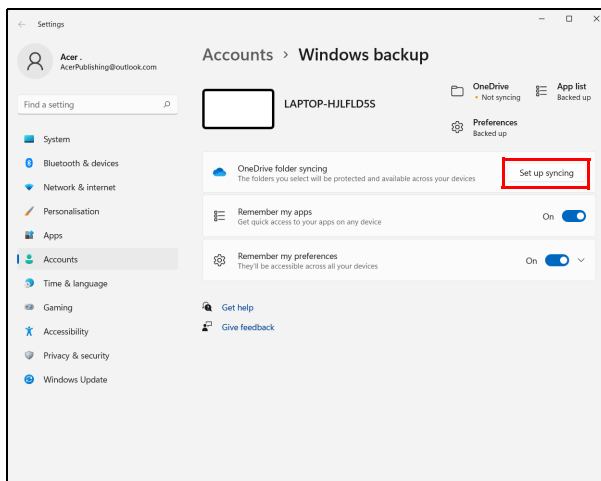 Settings
Acer .
AcerPublishing@outlook.com
Find a setting
System
Bluetooth & devices
Network & internet
Personalisation
Apps
Accounts
Time & language
Gaming
Accessibility
Privacy & security
Windows Update
Accounts > Windows backup
LAPTOP-HJLFLD5S
OneDrive
• Not syncing
App list
Backed up
Preferences
Backed up
OneDrive folder syncing
The folders you select will be protected and available across your devices
Set up syncing
Remember my apps
Get quick access to your apps on any device
On
Remember my preferences
They'll be accessible across all your devices
On
Get help
Give feedback